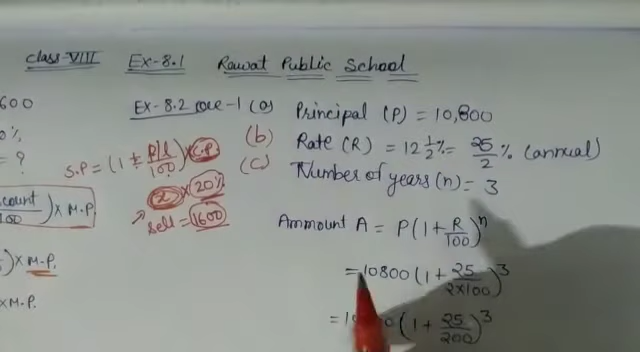 Class-VIII Ex-8.1 Rawat Public School
600
0%
= ?
count/100) × M.P.
) × M.P.
× M.P.
S.P = (1 ± P/L/100) × C.P
20%
sell = 1600
Ex-8.2 Que-1 (a) Principal (P) = 10,800
(b) Rate (R) = 12 1/2% = 25/2 % (annual)
(c) Number of years (n) = 3
Ammount A = P(1 + R/100)^n
= 10800 (1 + 25/2×100)^3
(1 + 25/200)^3